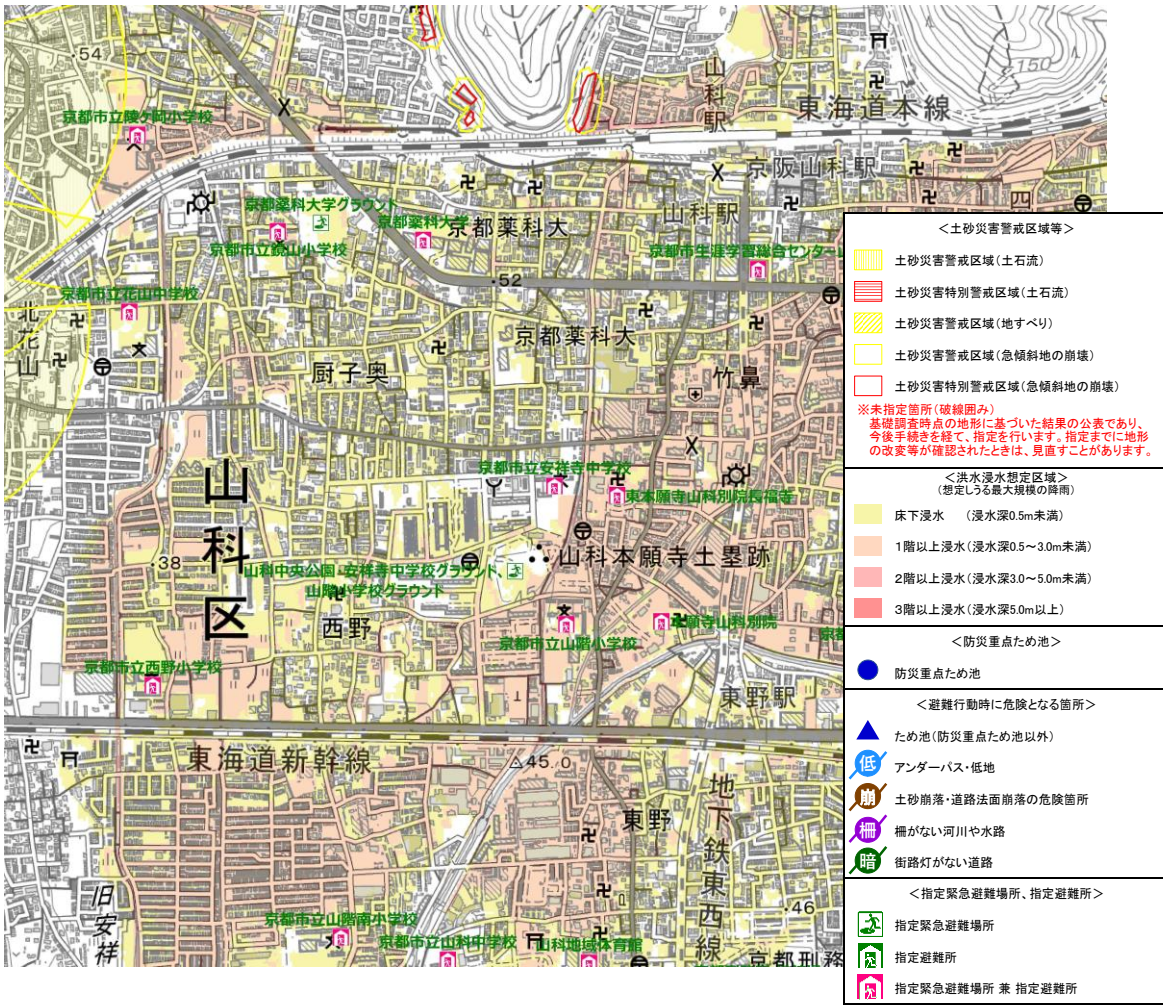 54
150
山科駅
東海道本線
京都市立陵ケ岡小学校
京阪山科駅
四
京都薬科大学グラウンド
京都薬科大学
京都薬科大
山科駅
京都市立鏡山小学校
京都市生涯学習総合センター
52
京都市立花山中学校
北花山
京都薬科大
厨子奥
竹鼻
山科区
京都市立安祥寺中学校
東本願寺山科別院長福寺
山科本願寺土塁跡
38
山科中央公園・安祥寺中学校グラウンド、
山階小学校グラウンド
西野
京都市立山階小学校
願寺山科別院
京都市立西野小学校
東野駅
東海道新幹線
45.0
東野
地下鉄東西線
旧安祥
46
京都市立山階南小学校
京都市立山科中学校
山科地域体育館
京都刑務
＜土砂災害警戒区域等＞
土砂災害警戒区域(土石流)
土砂災害特別警戒区域(土石流)
土砂災害警戒区域(地すべり)
土砂災害警戒区域(急傾斜地の崩壊)
土砂災害特別警戒区域(急傾斜地の崩壊)
※未指定箇所(破線囲み)
基礎調査時点の地形に基づいた結果の公表であり、
今後手続きを経て、指定を行います。指定までに地形
の改変等が確認されたときは、見直すことがあります。
＜洪水浸水想定区域＞
(想定しうる最大規模の降雨)
床下浸水　(浸水深0.5m未満)
1階以上浸水(浸水深0.5～3.0m未満)
2階以上浸水(浸水深3.0～5.0m未満)
3階以上浸水(浸水深5.0m以上)
＜防災重点ため池＞
防災重点ため池
＜避難行動時に危険となる箇所＞
ため池(防災重点ため池以外)
低 アンダーパス・低地
崩 土砂崩落・道路法面崩落の危険箇所
柵 柵がない河川や水路
暗 街路灯がない道路
＜指定緊急避難場所、指定避難所＞
指定緊急避難場所
指定避難所
指定緊急避難場所 兼 指定避難所